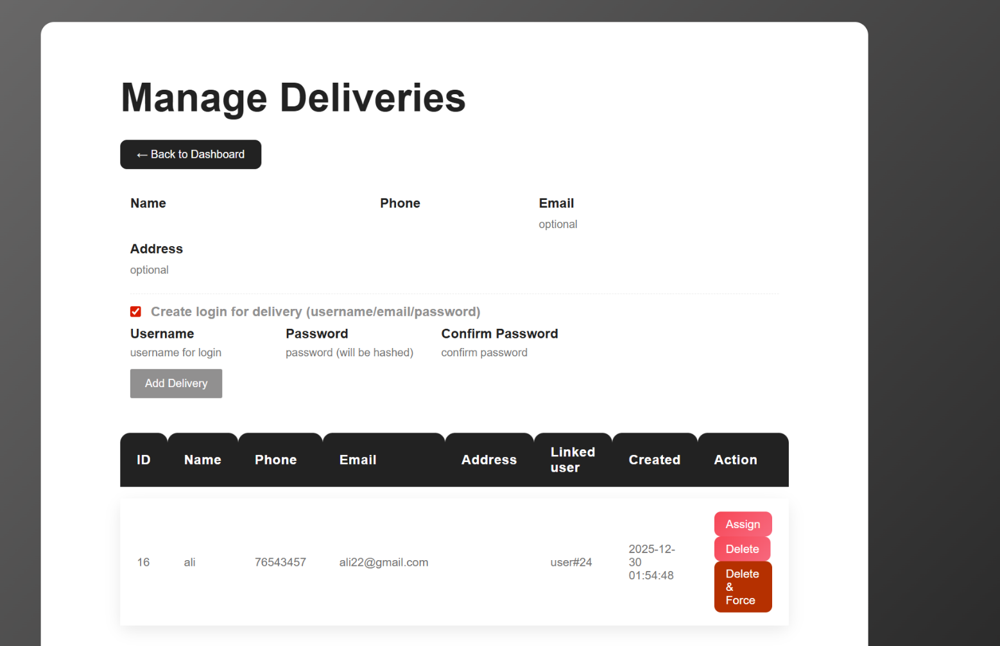 Manage Deliveries
← Back to Dashboard
Name Phone Email
optional
Address
optional
Create login for delivery (username/email/password)
Username Password Confirm Password
username for login password (will be hashed) confirm password
Add Delivery
ID Name Phone Email Address Linked user Created Action
16 ali 76543457 ali22@gmail.com user#24 2025-12-30 01:54:48
Assign
Delete
Delete
&
Force